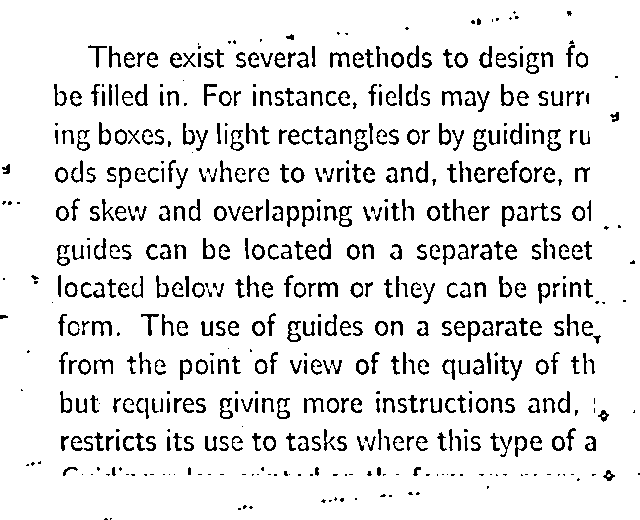 There exist several methods to design fo
be filled in. For instance, fields may be surr
ing boxes, by light rectangles or by guiding ru
ods specify where to write and, therefore, m
of skew and overlapping with other parts of
guides can be located on a separate sheet
located below the form or they can be print
form. The use of guides on a separate she
from the point of view of the quality of th
but requires giving more instructions and,
restricts its use to tasks where this type of a